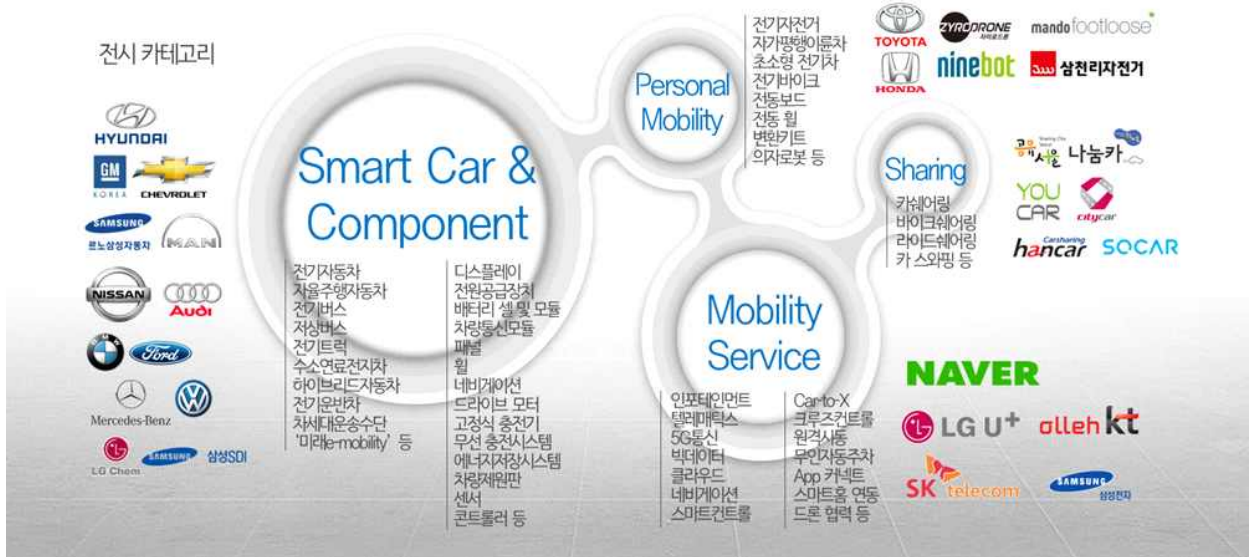 전시 카테고리
HYUNDAI
GM
KOREA
CHEVROLET
SAMSUNG
르노삼성자동차
MAN
NISSAN
Audi
BMW
Ford
Mercedes-Benz
LG Chem
SAMSUNG
삼성SDI
Smart Car &
Component
전기자동차
자율주행자동차
전기버스
저상버스
전기트럭
수소연료전지차
하이브리드자동차
전기운반차
차세대운송수단
'미래e-mobility' 등
디스플레이
전원공급장치
배터리 셀 및 모듈
차량통신모듈
패널
휠
네비게이션
드라이브 모터
고정식 충전기
무선 충전시스템
에너지저장시스템
차량제원판
센서
콘트롤러 등
Personal
Mobility
전기자전거
자가평행이륜차
초소형 전기차
전기바이크
전동보드
전동 휠
변환키트
의자로봇 등
TOYOTA
ZYRODRONE
자이로드론
mando footloose
HONDA
ninebot
삼천리자전거
Sharing
카쉐어링
바이크쉐어링
라이드쉐어링
카 스와핑 등
Sharing City
Seoul
공유서울
나눔카
YOU
CAR
citycar
Carsharing
hancar
SOCAR
Mobility
Service
인포테인먼트
텔레매틱스
5G통신
빅데이터
클라우드
네비게이션
스마트컨트롤
Car-to-X
크루즈컨트롤
원격시동
무인자동주차
App 커넥트
스마트홈 연동
드론 협력 등
NAVER
LG U+
olleh kt
SK telecom
SAMSUNG
삼성전자